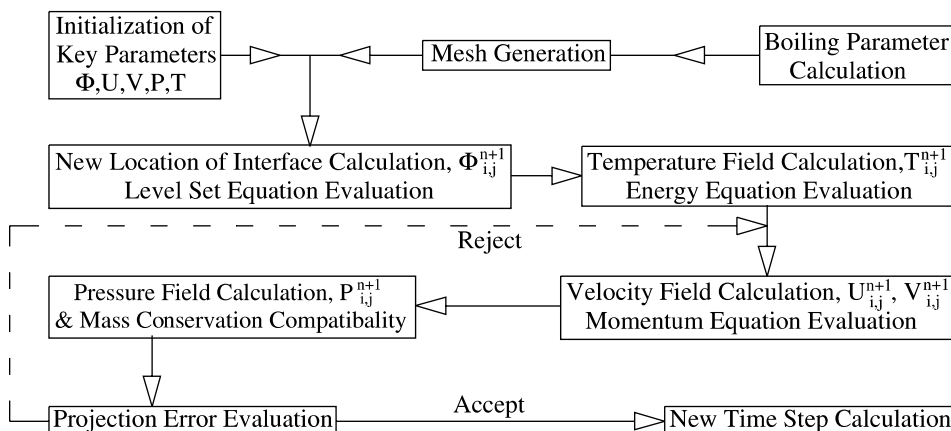 Initialization of
Key Parameters
Φ,U,V,P,T
Mesh Generation
Boiling Parameter
Calculation
New Location of Interface Calculation, Φ^{n+1}_{i,j}
Level Set Equation Evaluation
Temperature Field Calculation,T^{n+1}_{i,j}
Energy Equation Evaluation
Reject
Pressure Field Calculation, P^{n+1}_{i,j}
& Mass Conservation Compatibality
Velocity Field Calculation, U^{n+1}_{i,j}, V^{n+1}_{i,j}
Momentum Equation Evaluation
Projection Error Evaluation
Accept
New Time Step Calculation